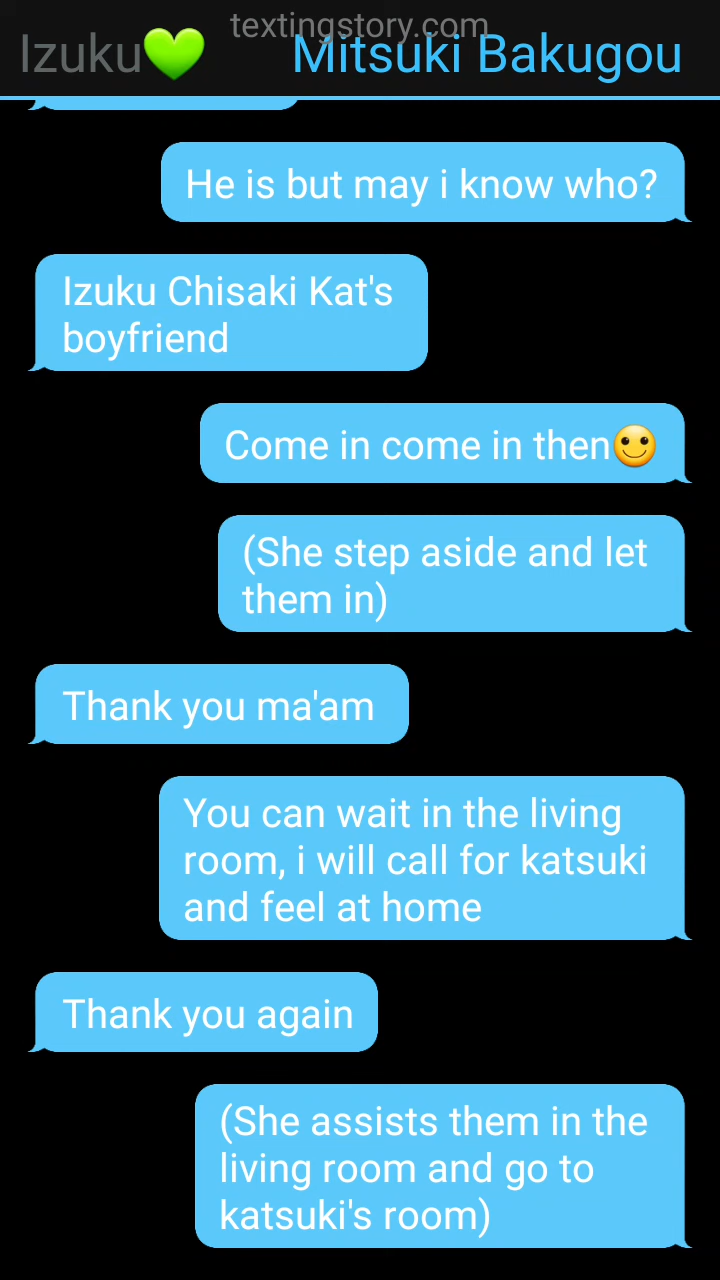 textingstory.com
Izuku💚 Mitsuki Bakugou
He is but may i know who?
Izuku Chisaki Kat's
boyfriend
Come in come in then🙂
(She step aside and let
them in)
Thank you ma'am
You can wait in the living
room, i will call for katsuki
and feel at home
Thank you again
(She assists them in the
living room and go to
katsuki's room)